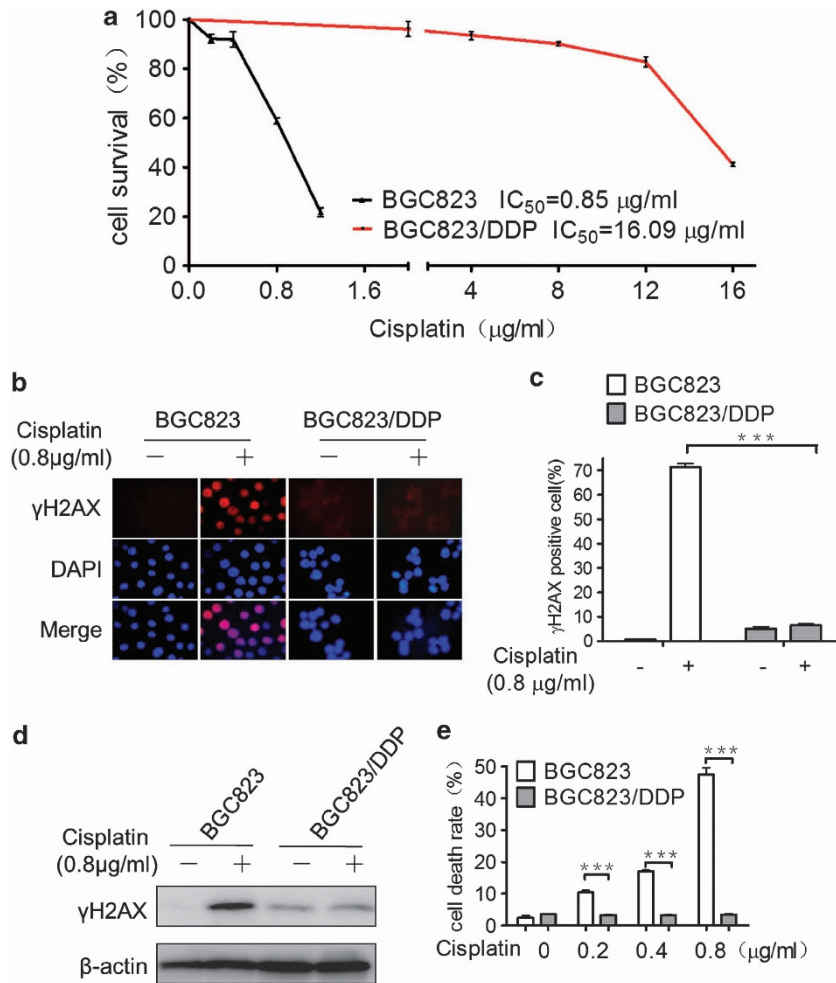 a
100
80
60
40
20
0
cell survival (%)
0.0 0.8 1.6 4 8 12 16
Cisplatin (μg/ml)
BGC823 IC50=0.85 μg/ml
BGC823/DDP IC50=16.09 μg/ml
b
BGC823 BGC823/DDP
Cisplatin
(0.8μg/ml) − + − +
γH2AX
DAPI
Merge
c
BGC823
BGC823/DDP
***
70
60
50
40
30
20
10
0
γH2AX positive cell(%)
Cisplatin
(0.8 μg/ml) - + - +
d
BGC823 BGC823/DDP
Cisplatin
(0.8μg/ml) − + − +
γH2AX
β-actin
e
BGC823
BGC823/DDP
*** *** ***
50
40
30
20
10
0
cell death rate (%)
Cisplatin 0 0.2 0.4 0.8 (μg/ml)